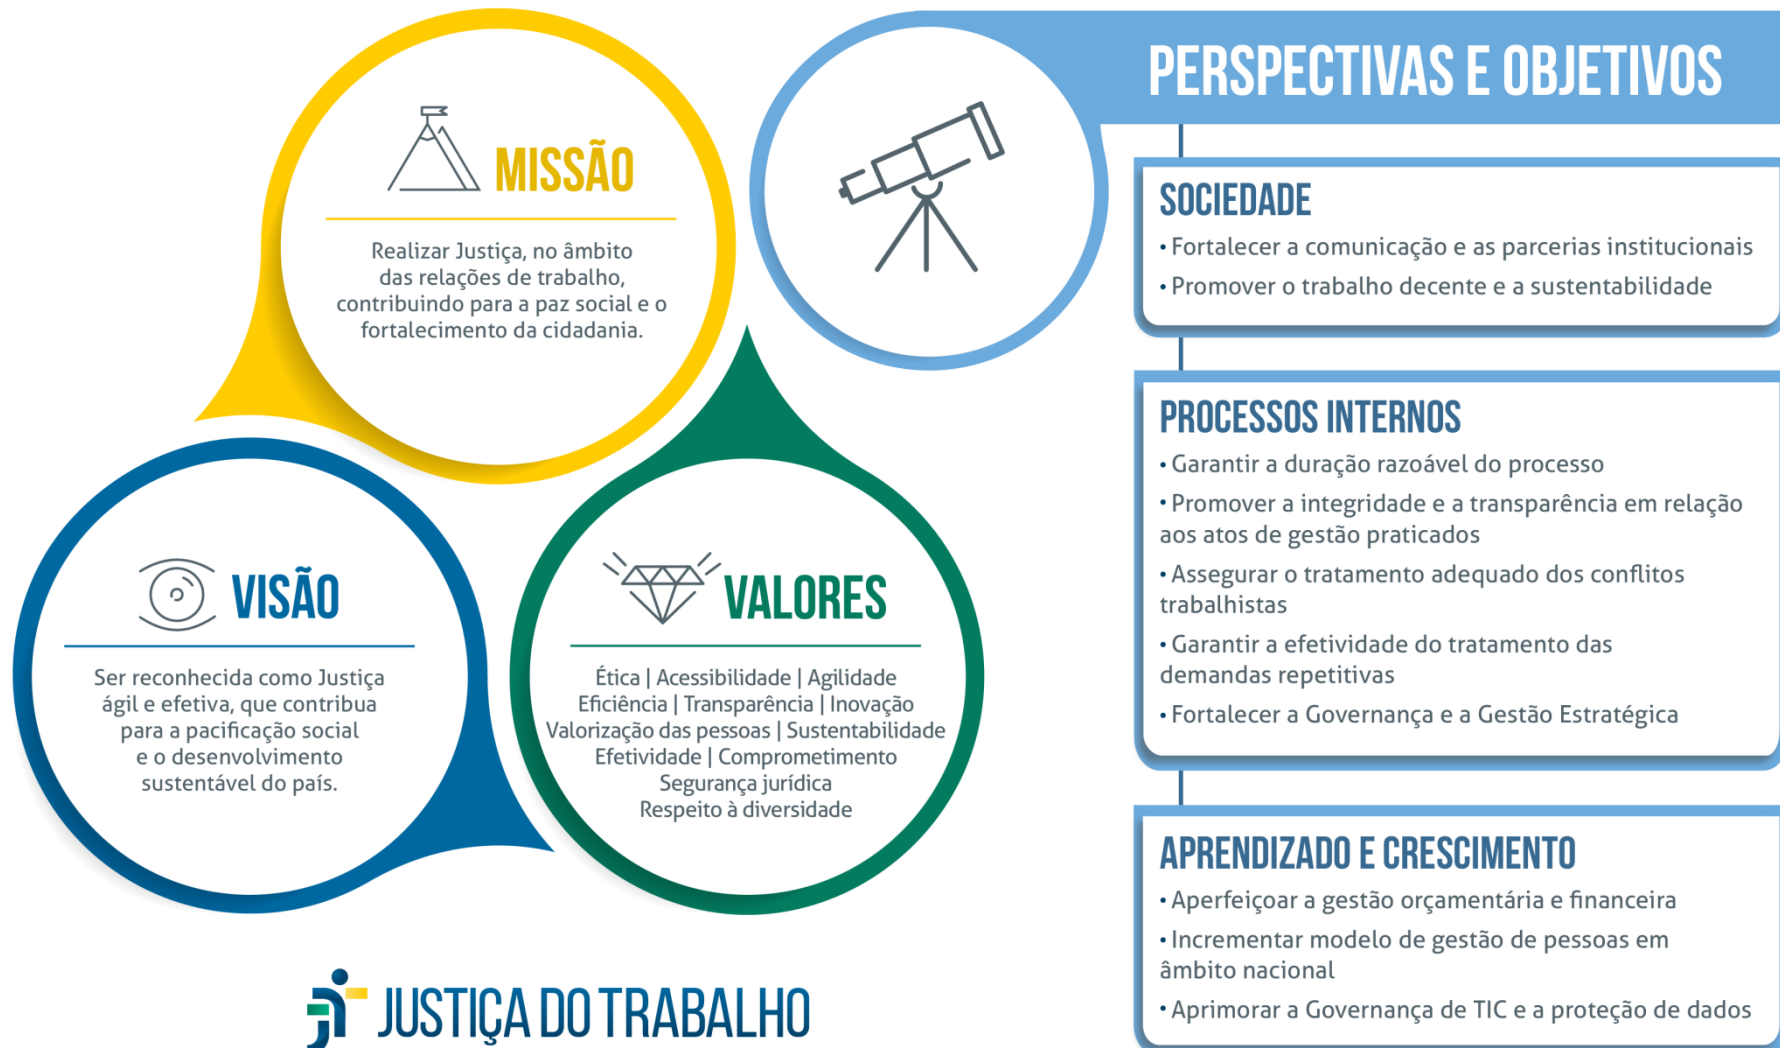 MISSÃO
Realizar Justiça, no âmbito
das relações de trabalho,
contribuindo para a paz social e o
fortalecimento da cidadania.
VISÃO
Ser reconhecida como Justiça
ágil e efetiva, que contribua
para a pacificação social
e o desenvolvimento
sustentável do país.
VALORES
Ética | Acessibilidade | Agilidade
Eficiência | Transparência | Inovação
Valorização das pessoas | Sustentabilidade
Efetividade | Comprometimento
Segurança jurídica
Respeito à diversidade
JUSTIÇA DO TRABALHO
PERSPECTIVAS E OBJETIVOS
SOCIEDADE
• Fortalecer a comunicação e as parcerias institucionais
• Promover o trabalho decente e a sustentabilidade
PROCESSOS INTERNOS
• Garantir a duração razoável do processo
• Promover a integridade e a transparência em relação
aos atos de gestão praticados
• Assegurar o tratamento adequado dos conflitos
trabalhistas
• Garantir a efetividade do tratamento das
demandas repetitivas
• Fortalecer a Governança e a Gestão Estratégica
APRENDIZADO E CRESCIMENTO
• Aperfeiçoar a gestão orçamentária e financeira
• Incrementar modelo de gestão de pessoas em
âmbito nacional
• Aprimorar a Governança de TIC e a proteção de dados